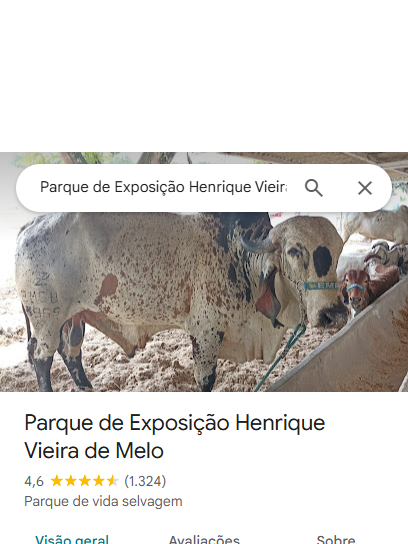 Parque de Exposição Henrique Vieira
Parque de Exposição Henrique
Vieira de Melo
4,6 (1.324)
Parque de vida selvagem
Visão geral Avaliações Sobre